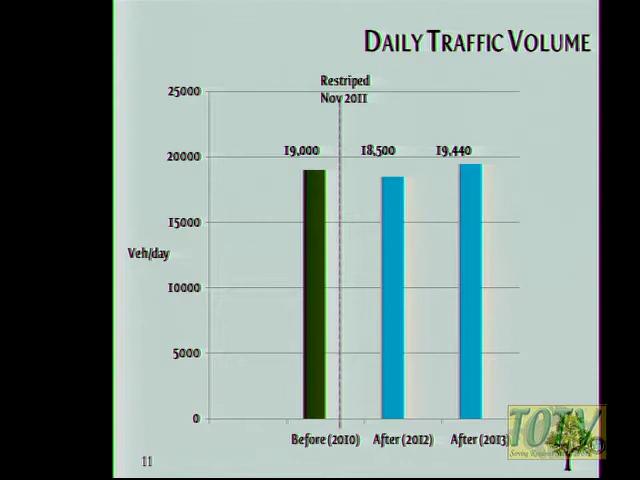 DAILY TRAFFIC VOLUME
Restriped
Nov 2011
25000
20000
15000
10000
5000
0
Veh/day
19,000
18,500
19,440
Before (2010)
After (2012)
After (2013)
11
TOTV